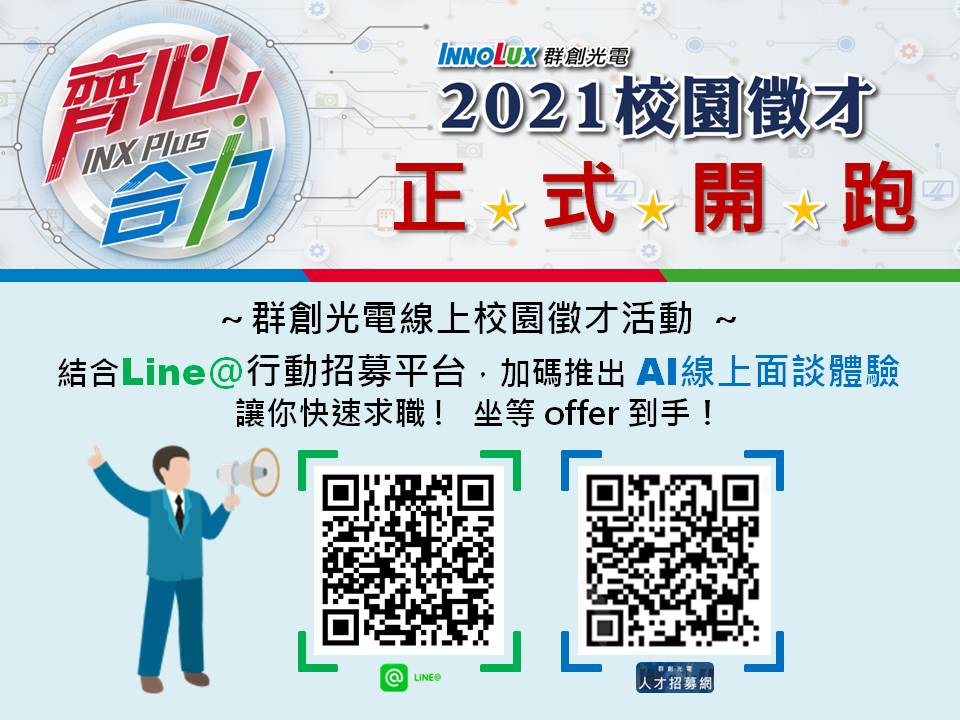 齊心
INX Plus
合力
INNOLUX 群創光電
2021校園徵才
正★式★開★跑
~群創光電線上校園徵才活動 ~
結合Line@行動招募平台，加碼推出 AI線上面談體驗
讓你快速求職！ 坐等 offer 到手！
LINE@
群創光電
人才招募網